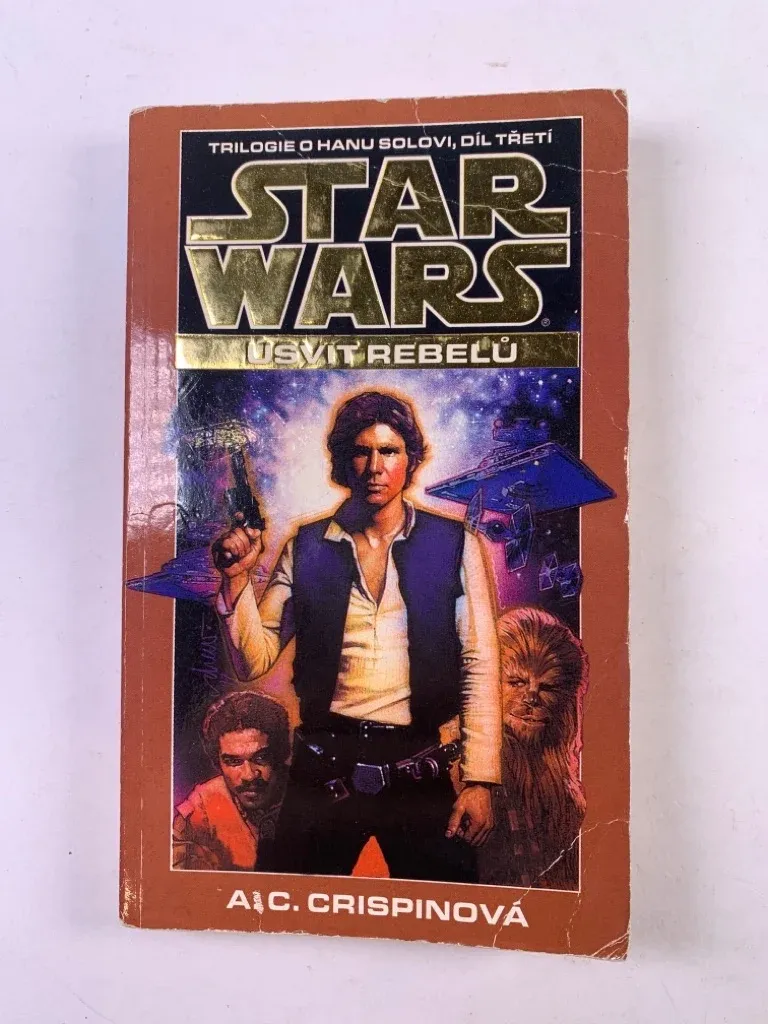 TRILOGIE O HANU SOLOVI, DÍL TŘETÍ
STAR
WARS®
ÚSVIT REBELŮ
A. C. CRISPINOVÁ